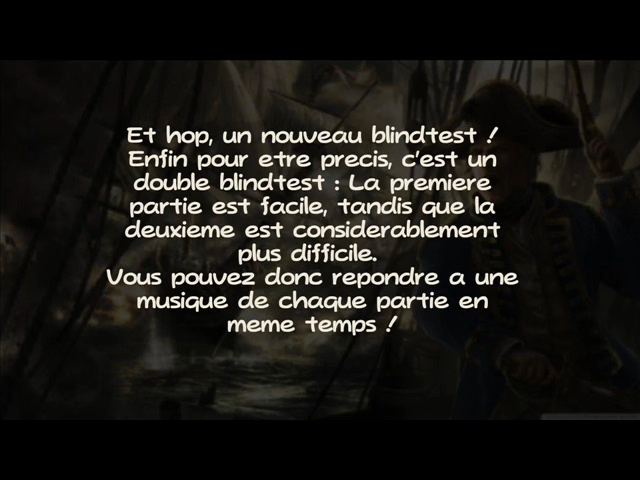 Et hop, un nouveau blindtest !
Enfin pour etre precis, c'est un
double blindtest : La premiere
partie est facile, tandis que la
deuxieme est considerablement
plus difficile.
Vous pouvez donc repondre a une
musique de chaque partie en
meme temps !